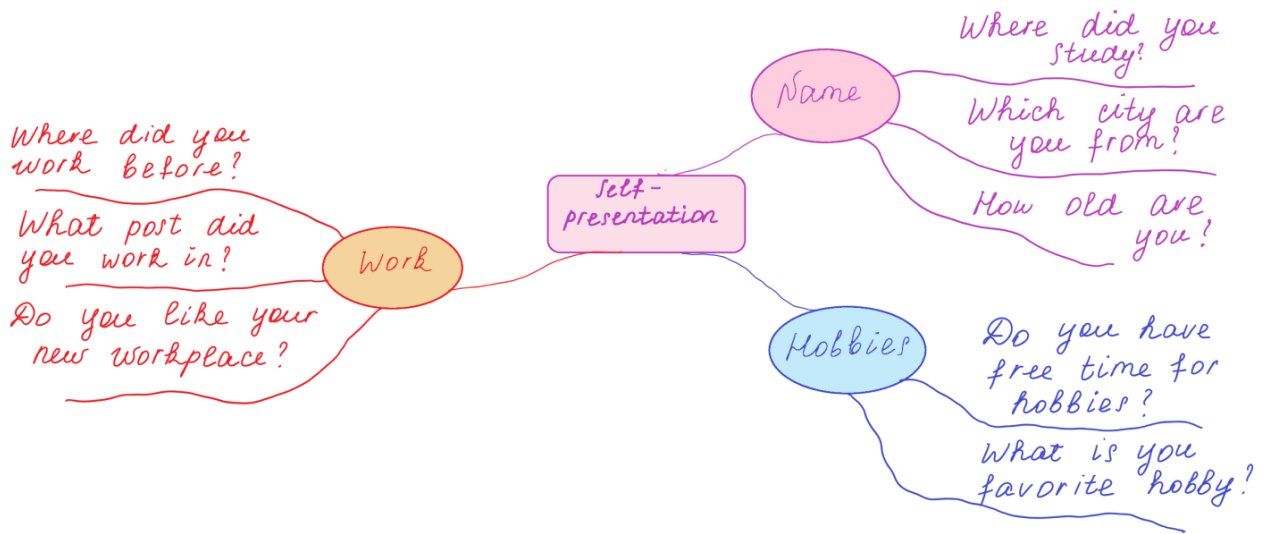 Self-
presentation
Name
Where did you
study?
Which city are
you from?
How old are
you?
Work
Where did you
work before?
What post did
you work in?
Do you like your
new workplace?
Hobbies
Do you have
free time for
hobbies?
What is you
favorite hobby?